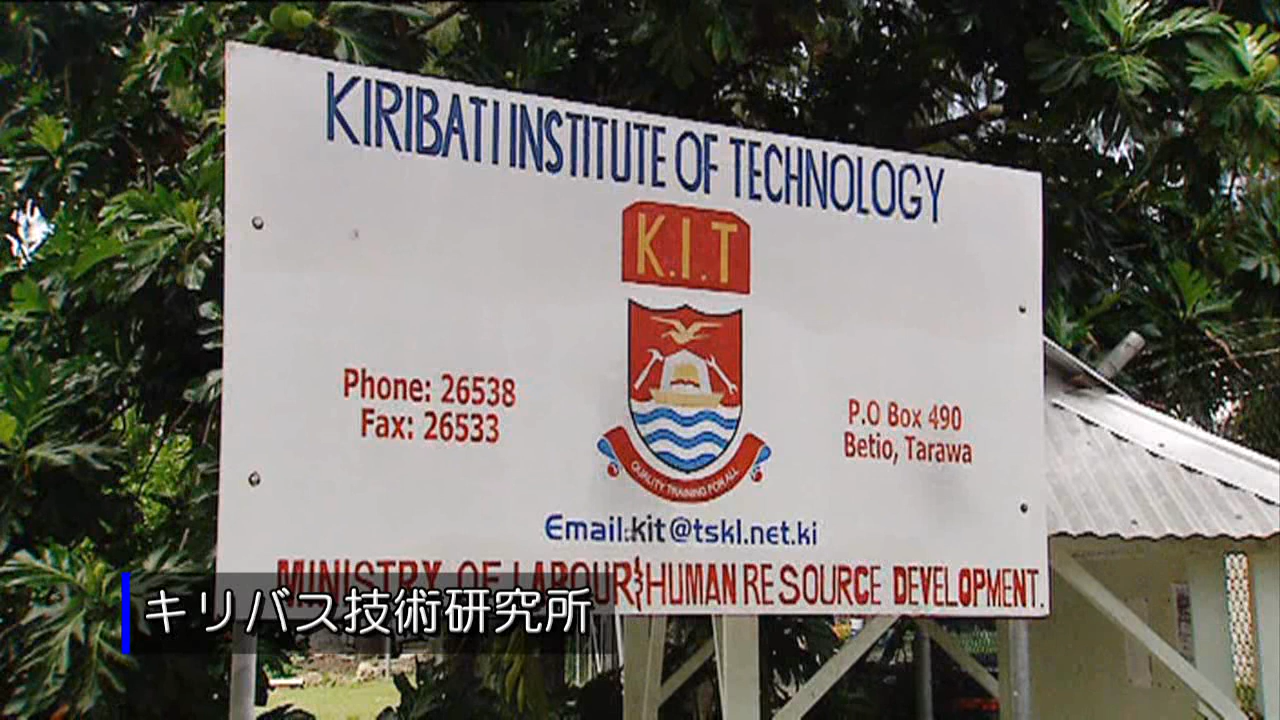 KIRIBATI INSTITUTE OF TECHNOLOGY
K.I.T
Phone: 26538
Fax: 26533
P.O Box 490
Betio, Tarawa
QUALITY TRAINING FOR ALL
Email:kit@tskl.net.ki
MINISTRY OF LABOUR & HUMAN RESOURCE DEVELOPMENT.
キリバス技術研究所